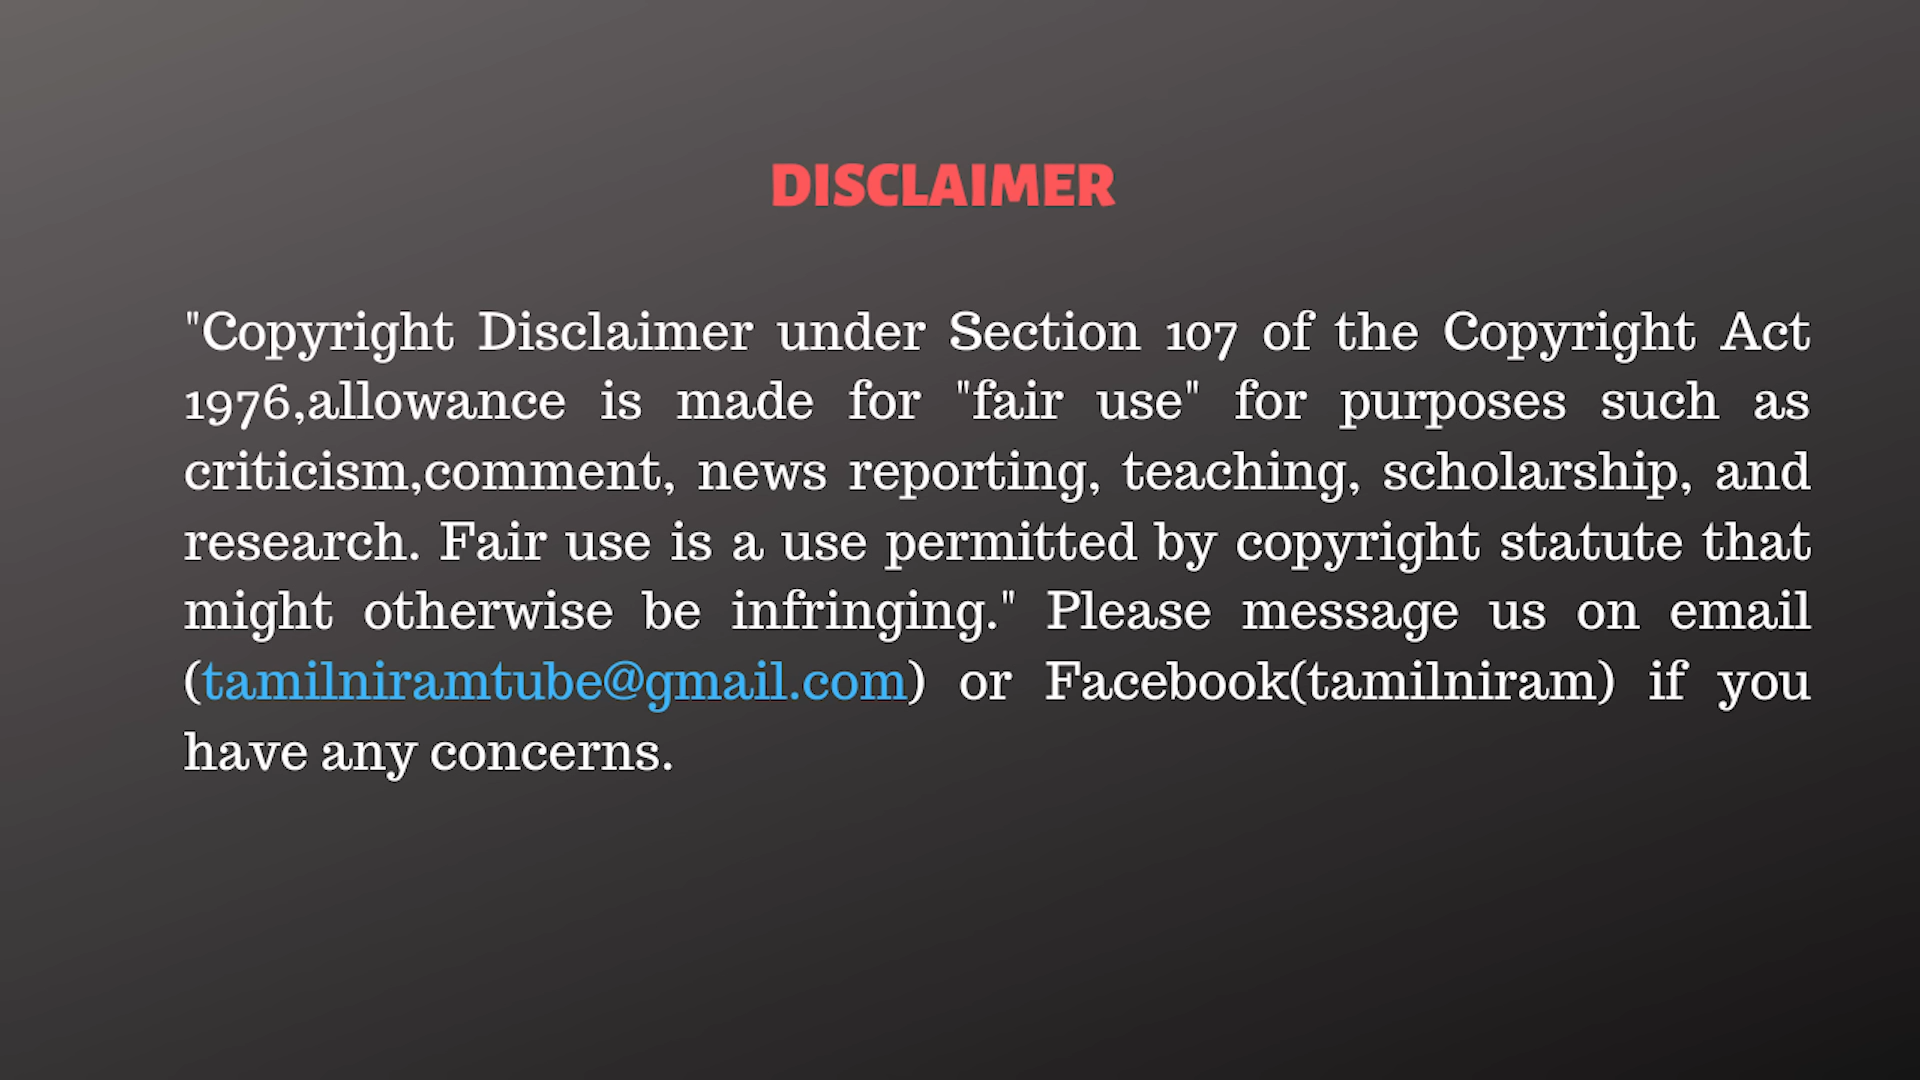 DISCLAIMER
"Copyright Disclaimer under Section 107 of the Copyright Act
1976,allowance is made for "fair use" for purposes such as
criticism,comment, news reporting, teaching, scholarship, and
research. Fair use is a use permitted by copyright statute that
might otherwise be infringing." Please message us on email
(tamilniramtube@gmail.com) or Facebook(tamilniram) if you
have any concerns.